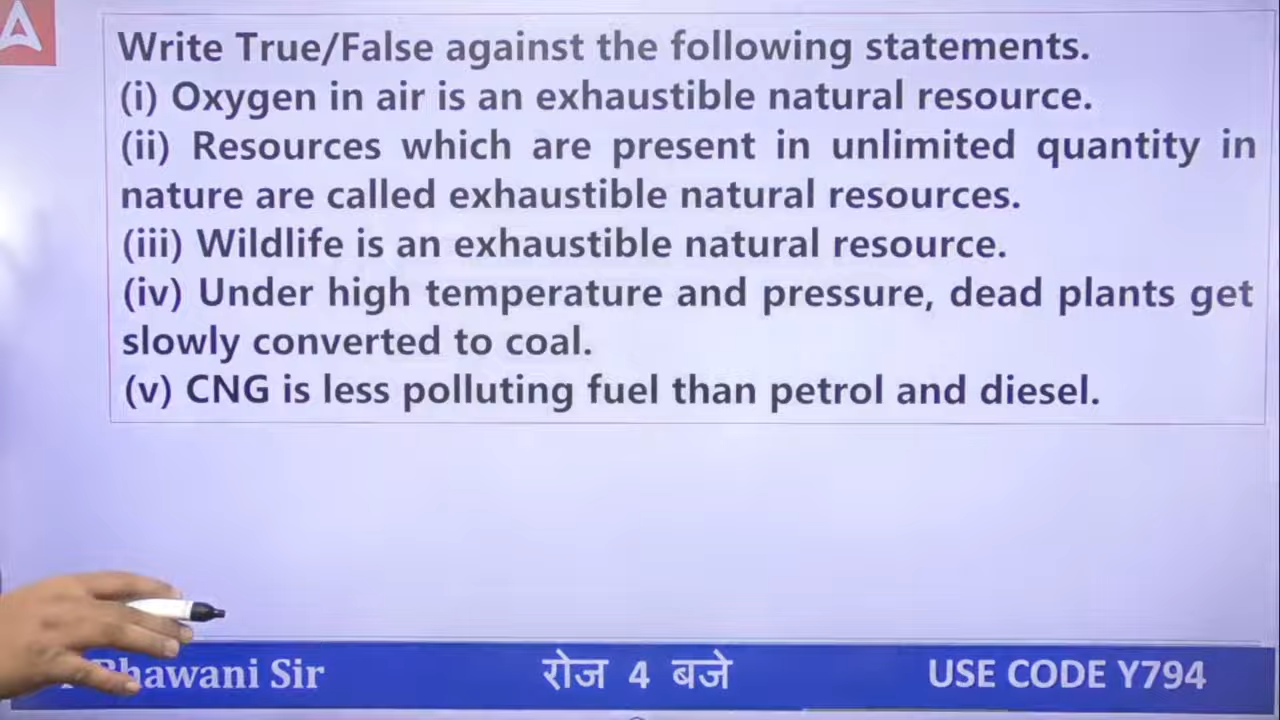 Write True/False against the following statements.
(i) Oxygen in air is an exhaustible natural resource.
(ii) Resources which are present in unlimited quantity in
nature are called exhaustible natural resources.
(iii) Wildlife is an exhaustible natural resource.
(iv) Under high temperature and pressure, dead plants get
slowly converted to coal.
(v) CNG is less polluting fuel than petrol and diesel.
Bhawani Sir
रोज 4 बजे
USE CODE Y794